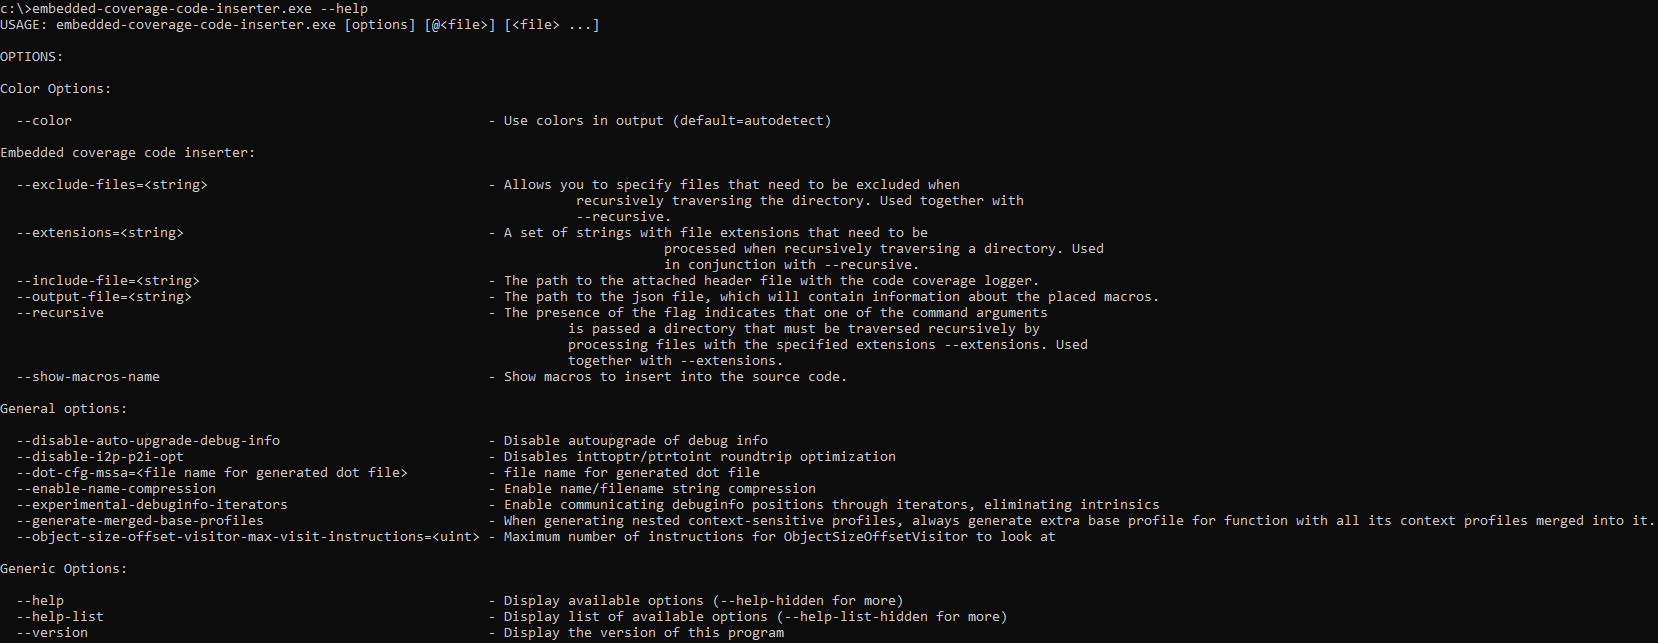 c:\>embedded-coverage-code-inserter.exe --help
USAGE: embedded-coverage-code-inserter.exe [options] [@<file>] [<file> ...]
OPTIONS:
Color Options:
--color - Use colors in output (default=autodetect)
Embedded coverage code inserter:
--exclude-files=<string> - Allows you to specify files that need to be excluded when
recursively traversing the directory. Used together with
--recursive.
--extensions=<string> - A set of strings with file extensions that need to be
processed when recursively traversing a directory. Used
in conjunction with --recursive.
--include-file=<string> - The path to the attached header file with the code coverage logger.
--output-file=<string> - The path to the json file, which will contain information about the placed macros.
--recursive - The presence of the flag indicates that one of the command arguments
is passed a directory that must be traversed recursively by
processing files with the specified extensions --extensions. Used
together with --extensions.
--show-macros-name - Show macros to insert into the source code.
General options:
--disable-auto-upgrade-debug-info - Disable autoupgrade of debug info
--disable-i2p-p2i-opt - Disables inttoptr/ptrtoint roundtrip optimization
--dot-cfg-mssa=<file name for generated dot file> - file name for generated dot file
--enable-name-compression - Enable name/filename string compression
--experimental-debuginfo-iterators - Enable communicating debuginfo positions through iterators, eliminating intrinsics
--generate-merged-base-profiles - When generating nested context-sensitive profiles, always generate extra base profile for function with all its context profiles merged into it.
--object-size-offset-visitor-max-visit-instructions=<uint> - Maximum number of instructions for ObjectSizeOffsetVisitor to look at
Generic Options:
--help - Display available options (--help-hidden for more)
--help-list - Display list of available options (--help-list-hidden for more)
--version - Display the version of this program